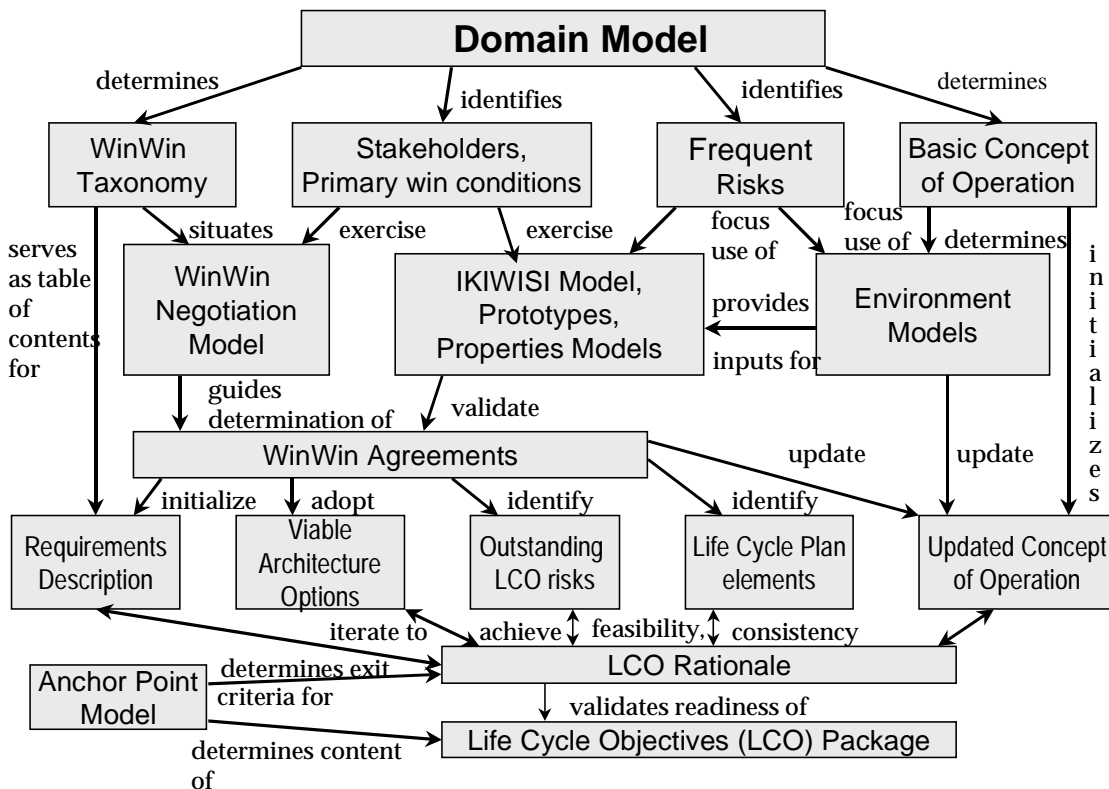 Domain Model
determines
identifies
identifies
determines
WinWin
Taxonomy
Stakeholders,
Primary win conditions
Frequent
Risks
Basic Concept
of Operation
serves
as table
of
contents
for
situates
exercise
exercise
focus
use of
focus
use of
determines
initializes
WinWin
Negotiation
Model
IKIWISI Model,
Prototypes,
Properties Models
provides
inputs for
Environment
Models
guides
determination of
validate
WinWin Agreements
update
update
initialize
adopt
identify
identify
Requirements
Description
Viable
Architecture
Options
Outstanding
LCO risks
Life Cycle Plan
elements
Updated Concept
of Operation
iterate to
achieve
feasibility,
consistency
LCO Rationale
Anchor Point
Model
determines exit
criteria for
validates readiness of
Life Cycle Objectives (LCO) Package
determines content
of